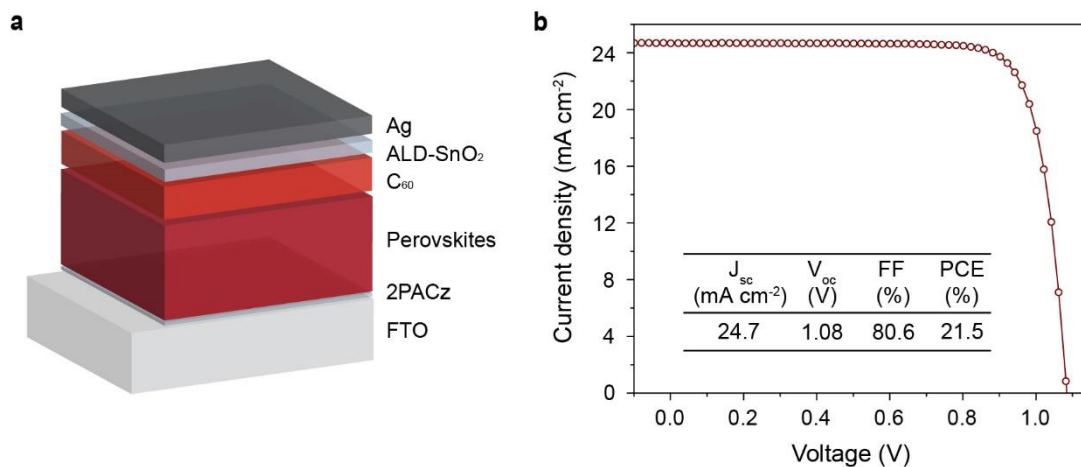 a
Ag
ALD-SnO₂
C₆₀
Perovskites
2PACz
FTO
b
Current density (mA cm⁻²)
24
20
16
12
8
4
0
0.0 0.2 0.4 0.6 0.8 1.0
Voltage (V)
J_sc V_oc FF PCE
(mA cm⁻²) (V) (%) (%)
24.7 1.08 80.6 21.5